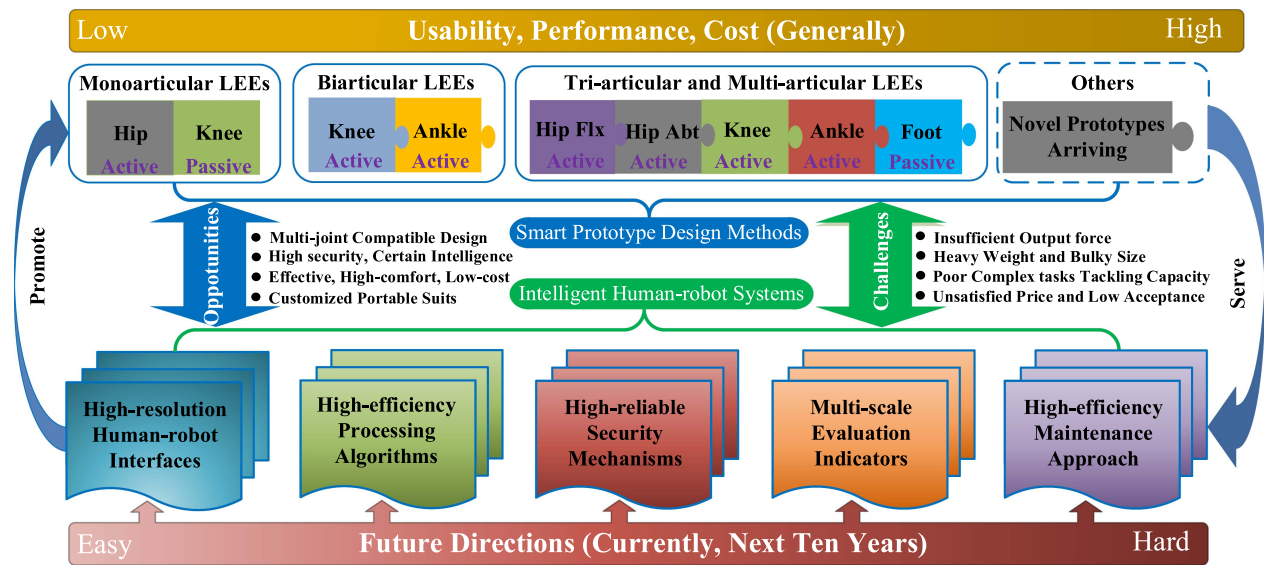 Low Usability, Performance, Cost (Generally) High
Monoarticular LEEs
Hip Knee
Active Passive
Biarticular LEEs
Knee Ankle
Active Active
Tri-articular and Multi-articular LEEs
Hip Flx Hip Abt Knee Ankle Foot
Active Active Active Active Passive
Others
Novel Prototypes
Arriving
Promote
Oppotunities
Multi-joint Compatible Design
High security, Certain Intelligence
Effective, High-comfort, Low-cost
Customized Portable Suits
Smart Prototype Design Methods
Intelligent Human-robot Systems
Challenges
Insufficient Output force
Heavy Weight and Bulky Size
Poor Complex tasks Tackling Capacity
Unsatisfied Price and Low Acceptance
Serve
High-resolution
Human-robot
Interfaces
High-efficiency
Processing
Algorithms
High-reliable
Security
Mechanisms
Multi-scale
Evaluation
Indicators
High-efficiency
Maintenance
Approach
Easy Future Directions (Currently, Next Ten Years) Hard